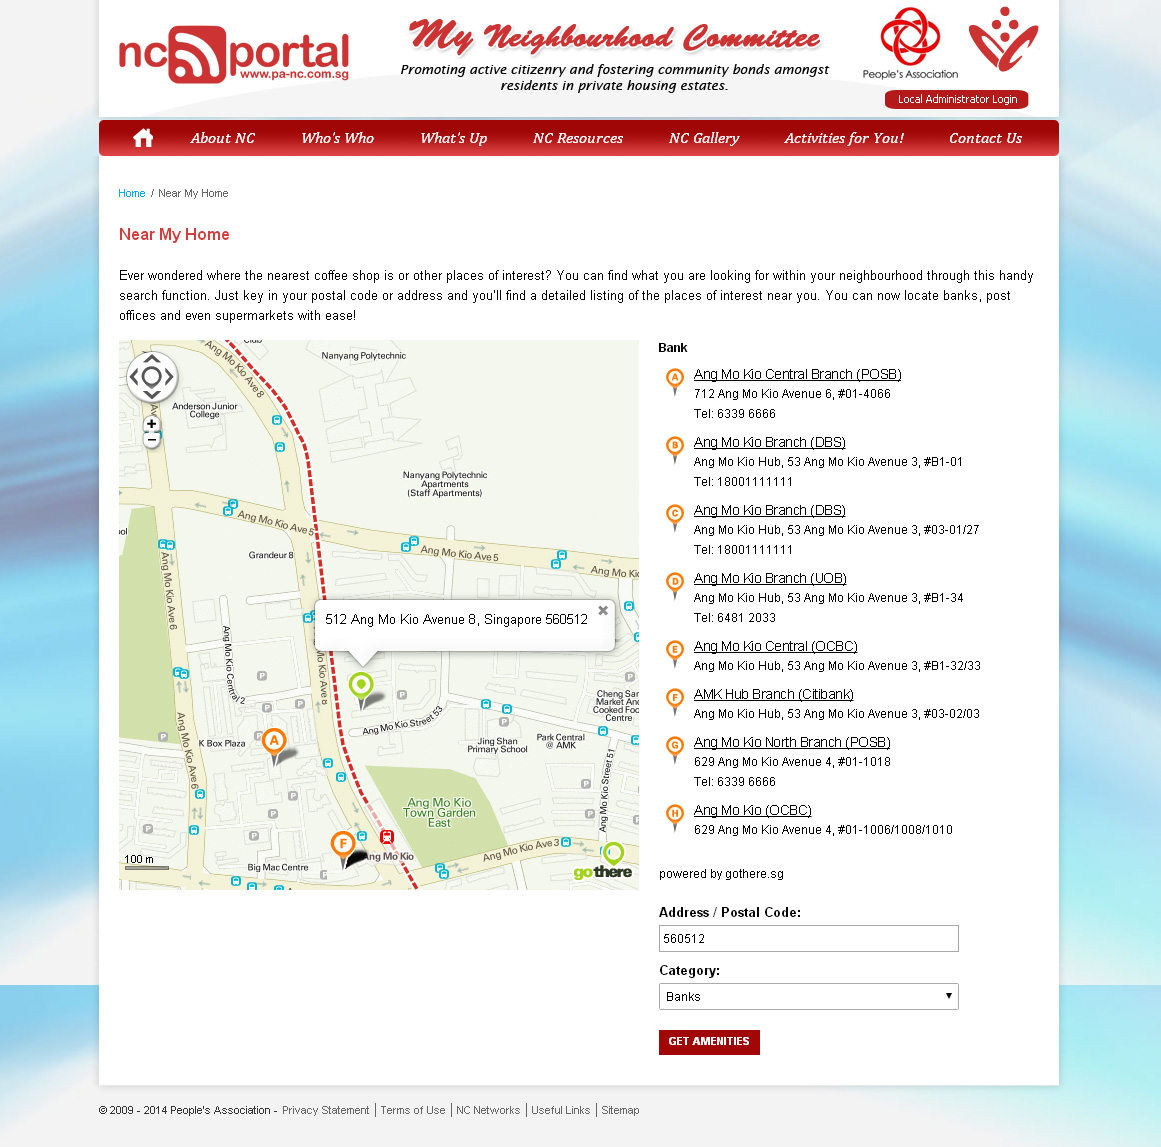 nc portal
www.pa-nc.com.sg
My Neighbourhood Committee
Promoting active citizenry and fostering community bonds amongst
residents in private housing estates.
People's Association
Local Administrator Login
About NC
Who's Who
What's Up
NC Resources
NC Gallery
Activities for You!
Contact Us
Home / Near My Home
Near My Home
Ever wondered where the nearest coffee shop is or other places of interest? You can find what you are looking for within your neighbourhood through this handy
search function. Just key in your postal code or address and you'll find a detailed listing of the places of interest near you. You can now locate banks, post
offices and even supermarkets with ease!
Club
Nanyang Polytechnic
Ang Mo Kio Ave 8
Anderson Junior
College
Nanyang Polytechnic
Apartments
(Staff Apartments)
Ang Mo Kio Ave 5
Ang Mo Kio Ave 5
Ang Mo Kio
ool
Grandeur 8
Ang Mo Kio Ave 6
512 Ang Mo Kio Avenue 8, Singapore 560512
Ang Mo Kio Central 2
Ang Mo Kio Ave 8
Cheng San
Market And
Cooked Foo
Centre
Ang Mo Kio Street 53
K Box Plaza
A
Jing Shan
Primary School
Park Central
@ AMK
Ang Mo Kio Ave 6
Ang Mo Kio Street 51
Ang Mo Kio
Town Garden
East
F
Ang Mo Kio
Ang Mo Kio Ave 3
100 m
Big Mac Centre
gothere
Bank
A
Ang Mo Kio Central Branch (POSB)
712 Ang Mo Kio Avenue 6, #01-4066
Tel: 6339 6666
B
Ang Mo Kio Branch (DBS)
Ang Mo Kio Hub, 53 Ang Mo Kio Avenue 3, #B1-01
Tel: 18001111111
C
Ang Mo Kio Branch (DBS)
Ang Mo Kio Hub, 53 Ang Mo Kio Avenue 3, #03-01/27
Tel: 18001111111
D
Ang Mo Kio Branch (UOB)
Ang Mo Kio Hub, 53 Ang Mo Kio Avenue 3, #B1-34
Tel: 6481 2033
E
Ang Mo Kio Central (OCBC)
Ang Mo Kio Hub, 53 Ang Mo Kio Avenue 3, #B1-32/33
F
AMK Hub Branch (Citibank)
Ang Mo Kio Hub, 53 Ang Mo Kio Avenue 3, #03-02/03
G
Ang Mo Kio North Branch (POSB)
629 Ang Mo Kio Avenue 4, #01-1018
Tel: 6339 6666
H
Ang Mo Kio (OCBC)
629 Ang Mo Kio Avenue 4, #01-1006/1008/1010
powered by gothere.sg
Address / Postal Code:
560512
Category:
Banks
GET AMENITIES
© 2009 - 2014 People's Association - Privacy Statement | Terms of Use | NC Networks | Useful Links | Sitemap